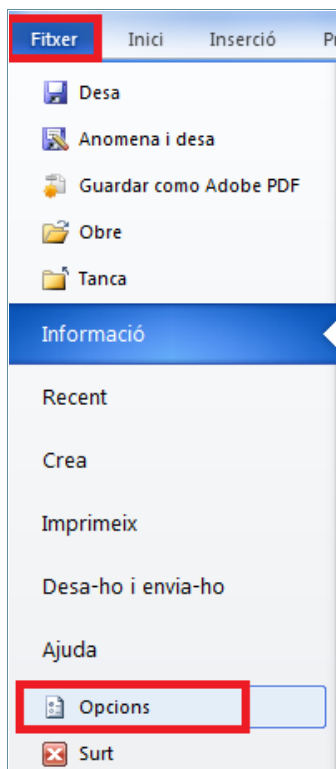 Fitxer Inici Inserció
Desa
Anomena i desa
Guardar como Adobe PDF
Obre
Tanca
Informació
Recent
Crea
Imprimeix
Desa-ho i envia-ho
Ajuda
Opcions
Surt